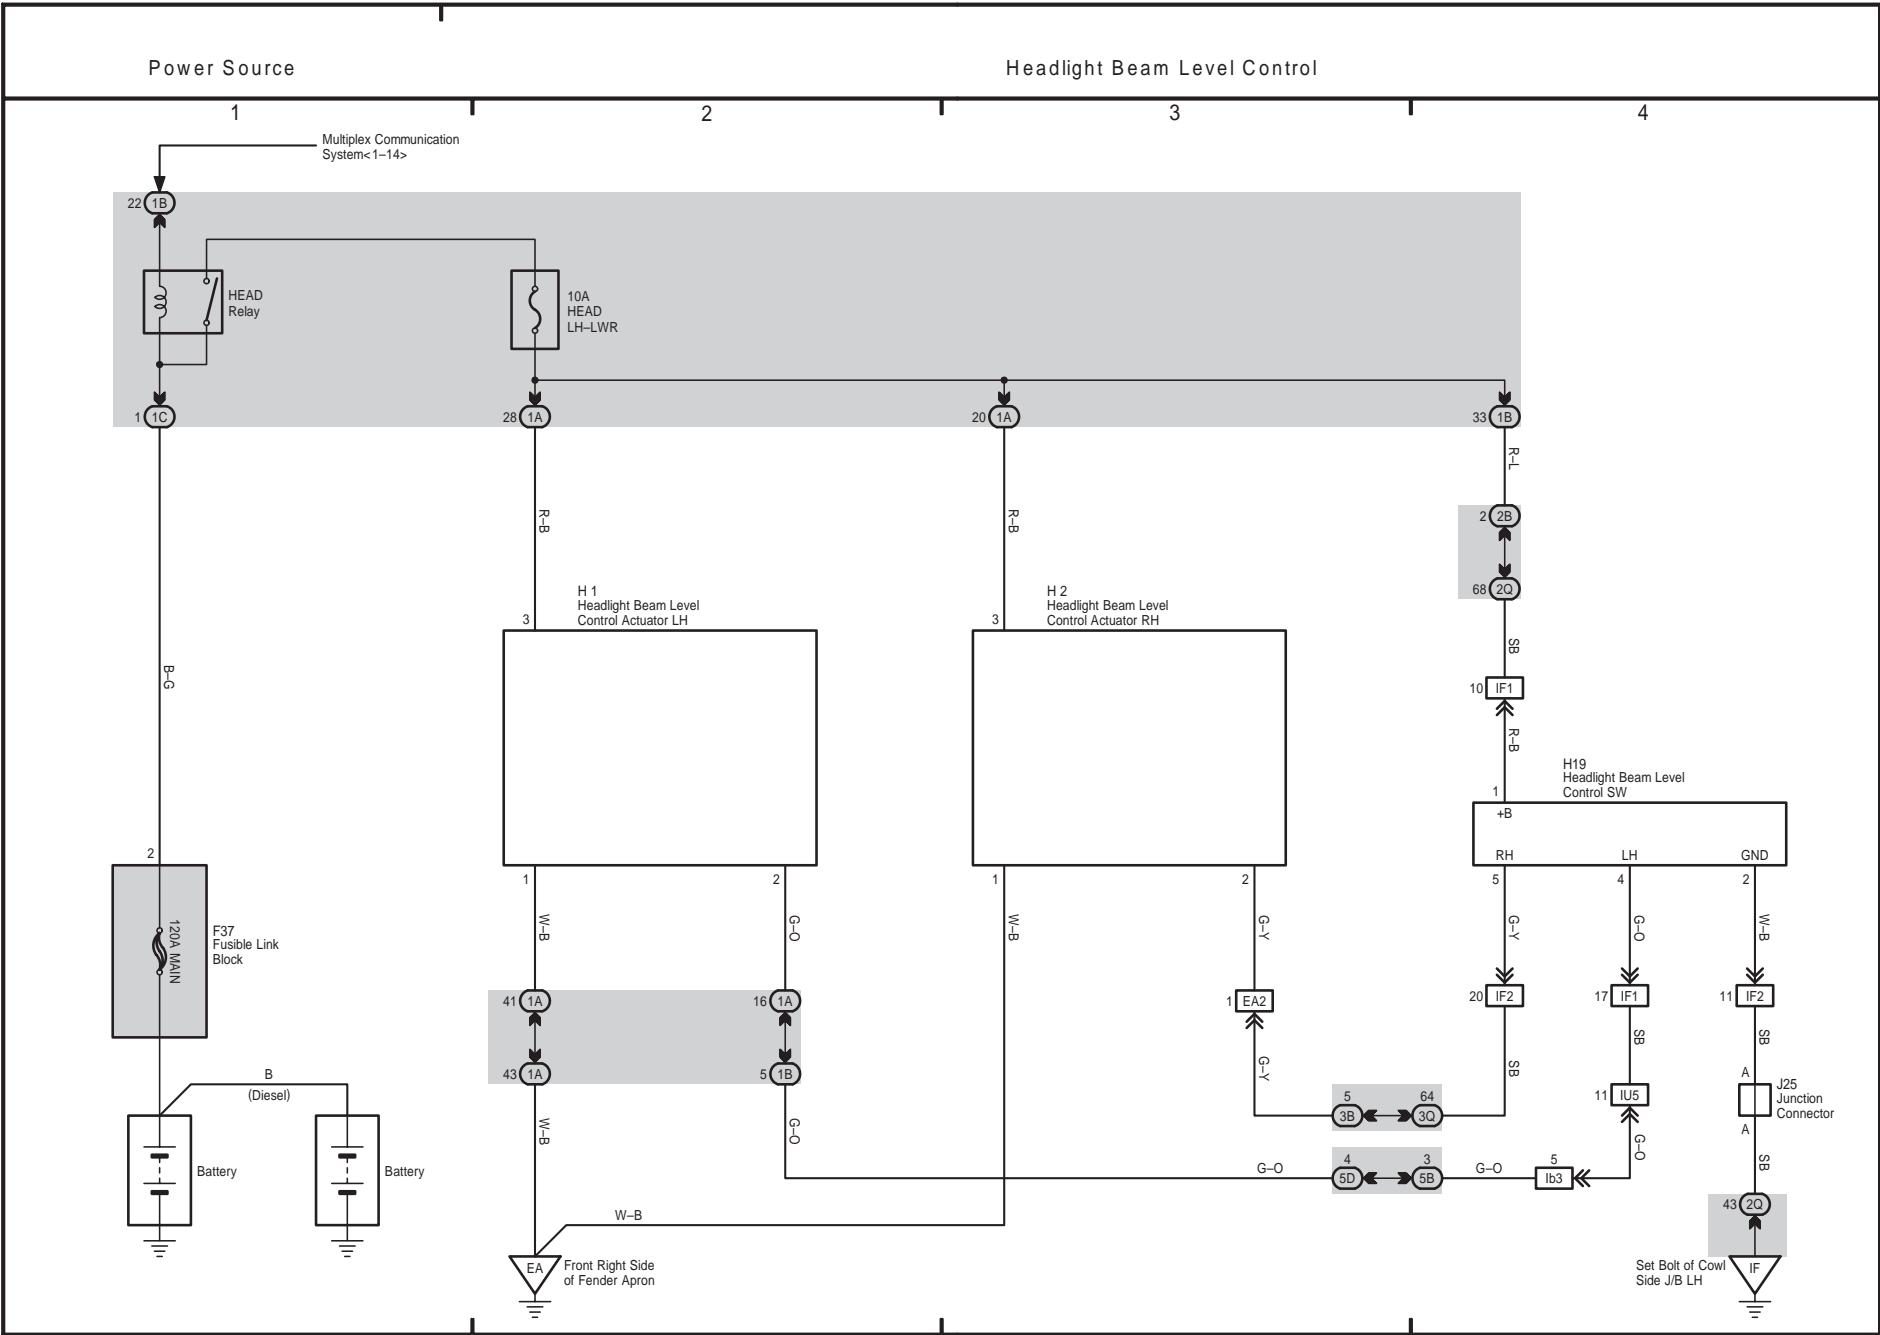 Power Source
Headlight Beam Level Control
1
2
3
4
Multiplex Communication
System<1–14>
22 1B
HEAD
Relay
10A
HEAD
LH–LWR
1 1C
28 1A
20 1A
33 1B
R–L
R–B
R–B
2 2B
68 2Q
H 1
Headlight Beam Level
Control Actuator LH
3
H 2
Headlight Beam Level
Control Actuator RH
3
SB
B–G
10 IF1
R–B
H19
Headlight Beam Level
Control SW
1
+B
RH
LH
GND
2
1
2
1
2
5
4
2
W–B
G–O
W–B
G–Y
G–Y
G–O
W–B
120A MAIN
F37
Fusible Link
Block
41 1A
16 1A
1 EA2
20 IF2
17 IF1
11 IF2
SB
SB
43 1A
5 1B
G–Y
SB
B
(Diesel)
A
J25
Junction
Connector
A
11 IU5
5
3B
64
3Q
W–B
G–O
G–O
SB
Battery
Battery
G–O
4
5D
3
5B
G–O
5
Ib3
43 2Q
W–B
EA
Front Right Side
of Fender Apron
Set Bolt of Cowl
Side J/B LH
IF